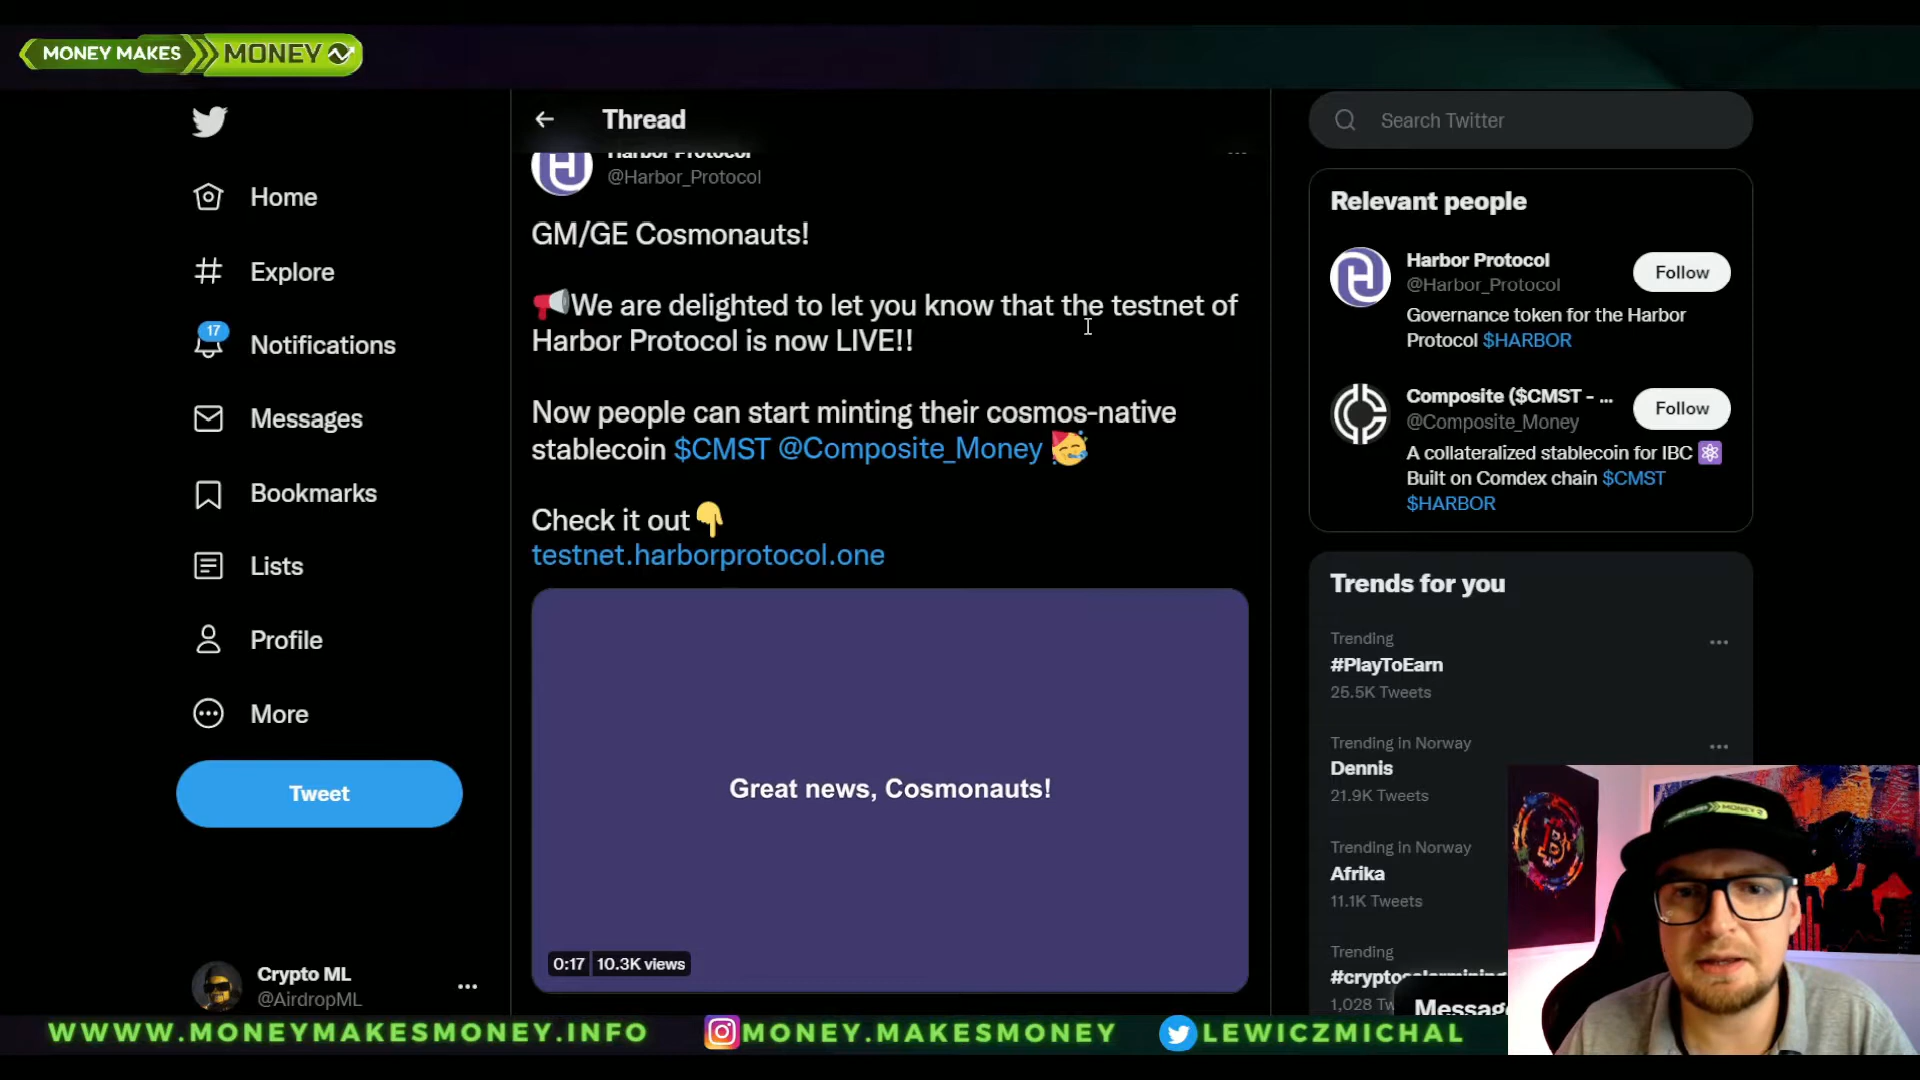 MONEY MAKES MONEY
Home
Explore
17
Notifications
Messages
Bookmarks
Lists
Profile
More
Tweet
Crypto ML
@AirdropML
Thread
Harbor Protocol
@Harbor_Protocol
GM/GE Cosmonauts!
We are delighted to let you know that the testnet of
Harbor Protocol is now LIVE!!
Now people can start minting their cosmos-native
stablecoin $CMST @Composite_Money
Check it out
testnet.harborprotocol.one
Great news, Cosmonauts!
0:17 10.3K views
Search Twitter
Relevant people
Harbor Protocol
@Harbor_Protocol
Follow
Governance token for the Harbor
Protocol $HARBOR
Composite ($CMST - ...
@Composite_Money
Follow
A collateralized stablecoin for IBC
Built on Comdex chain $CMST
$HARBOR
Trends for you
Trending
#PlayToEarn
25.5K Tweets
Trending in Norway
Dennis
21.9K Tweets
Trending in Norway
Afrika
11.1K Tweets
Trending
1,028 Tw
Messag
WWWW.MONEYMAKESMONEY.INFO
MONEY.MAKESMONEY
LEWICZMICHAL